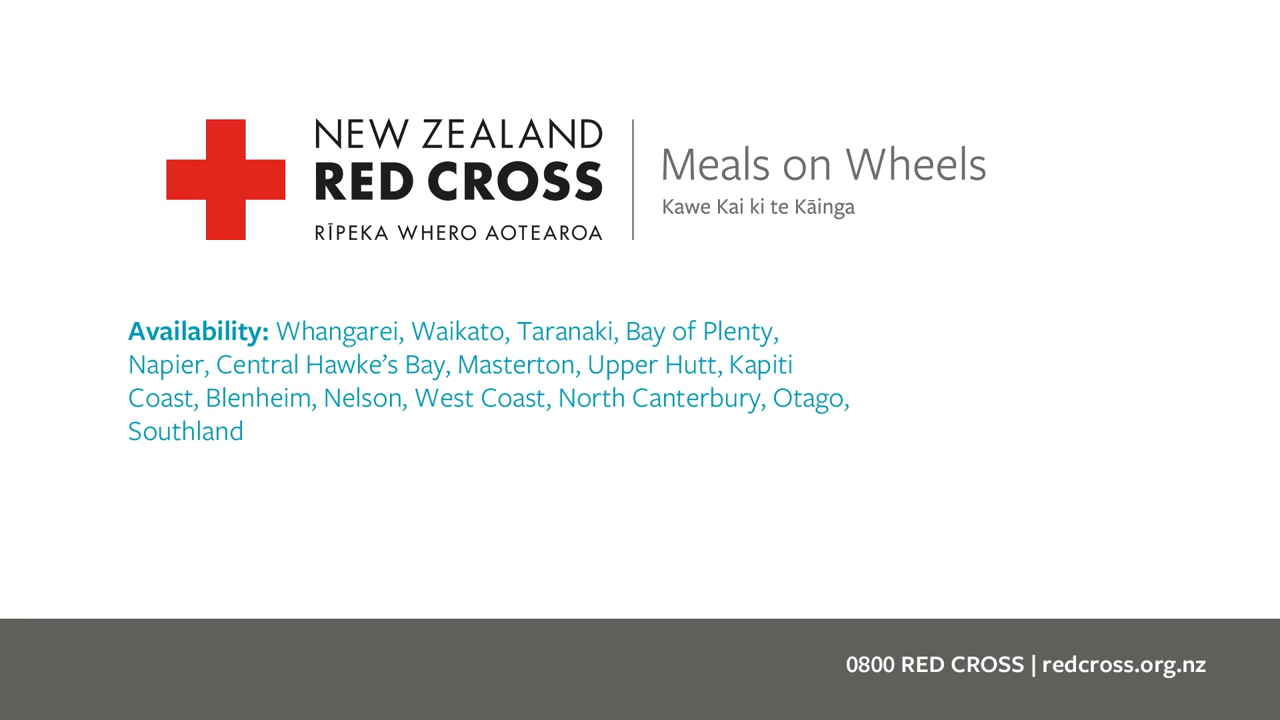 NEW ZEALAND
RED CROSS
RĪPEKA WHERO AOTEAROA
Meals on Wheels
Kawe Kai ki te Kāinga
Availability: Whangarei, Waikato, Taranaki, Bay of Plenty,
Napier, Central Hawke’s Bay, Masterton, Upper Hutt, Kapiti
Coast, Blenheim, Nelson, West Coast, North Canterbury, Otago,
Southland
0800 RED CROSS | redcross.org.nz